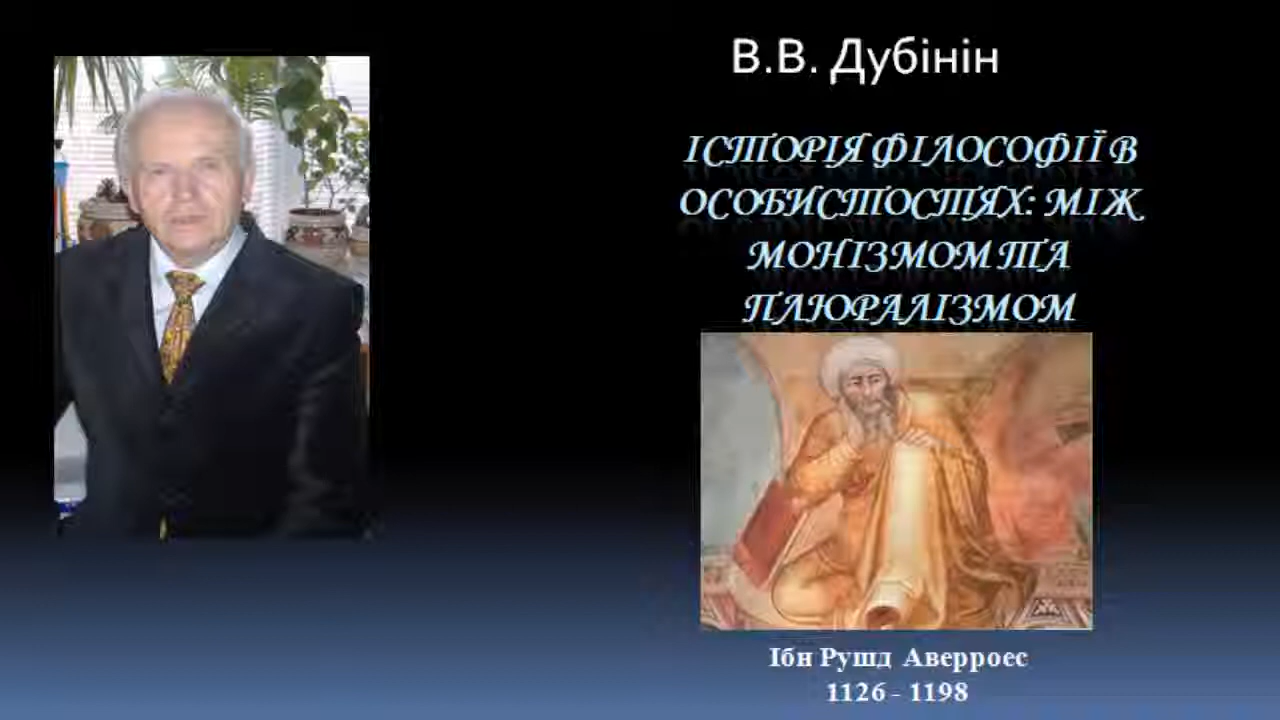 В.В. Дубінін
ІСТОРІЯ ФІЛОСОФІЇ В
ОСОБИСТОСТЯХ: МІЖ
МОНІЗМОМ ТА
ПЛЮРАЛІЗМОМ
Ібн Рушд Аверроес
1126 - 1198